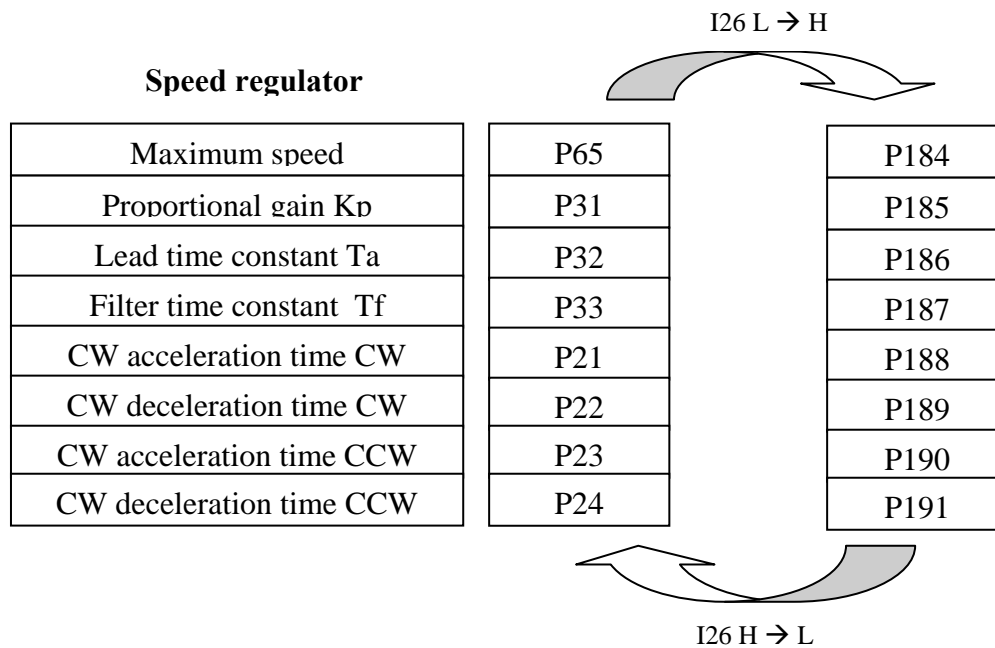 I26 L → H
Speed regulator
Maximum speed P65 P184
Proportional gain Kp P31 P185
Lead time constant Ta P32 P186
Filter time constant Tf P33 P187
CW acceleration time CW P21 P188
CW deceleration time CW P22 P189
CW acceleration time CCW P23 P190
CW deceleration time CCW P24 P191
I26 H → L